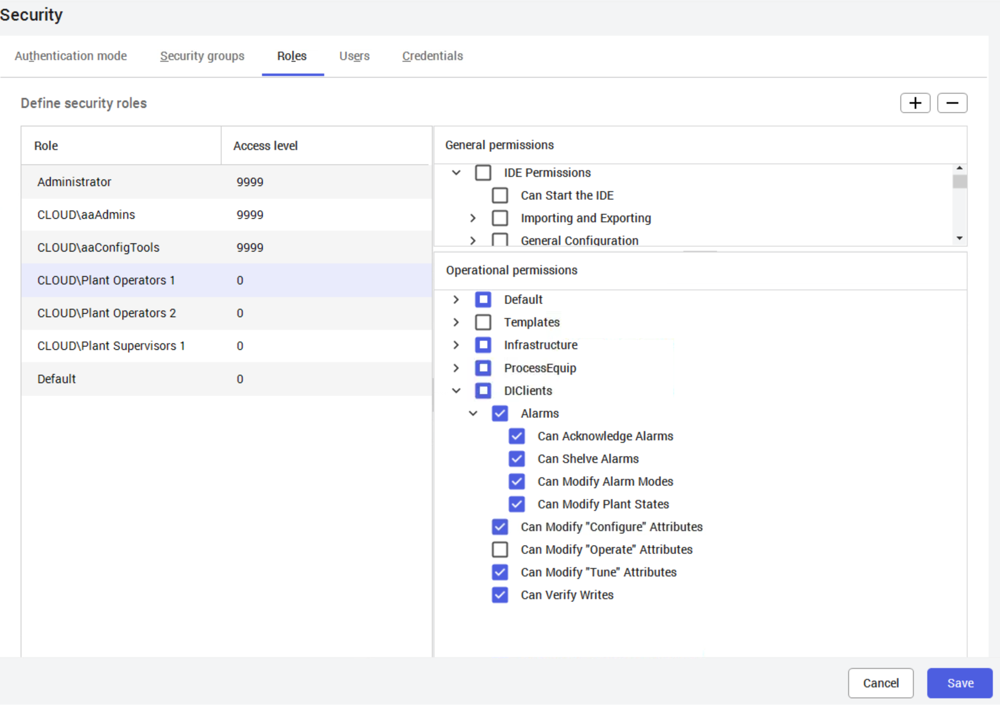 Security
Authentication mode Security groups Roles Users Credentials
Define security roles
Role Access level
Administrator 9999
CLOUD\aaAdmins 9999
CLOUD\aaConfigTools 9999
CLOUD\Plant Operators 1 0
CLOUD\Plant Operators 2 0
CLOUD\Plant Supervisors 1 0
Default 0
General permissions
IDE Permissions
Can Start the IDE
Importing and Exporting
General Configuration
Operational permissions
Default
Templates
Infrastructure
ProcessEquip
DIClients
Alarms
Can Acknowledge Alarms
Can Shelve Alarms
Can Modify Alarm Modes
Can Modify Plant States
Can Modify "Configure" Attributes
Can Modify "Operate" Attributes
Can Modify "Tune" Attributes
Can Verify Writes
Cancel Save